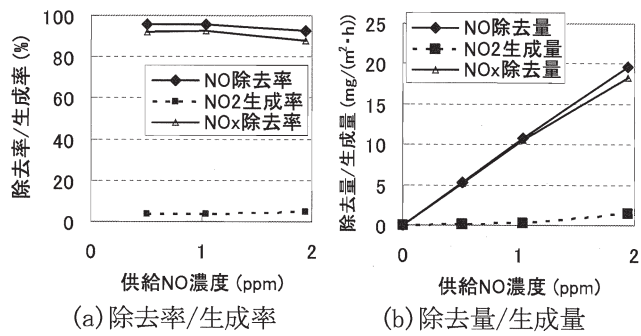 除去率/生成率 (%)
100
80
60
40
20
0
NO除去率
NO2生成率
NOx除去率
0
1
2
供給NO濃度 (ppm)
(a)除去率/生成率
除去量/生成量 (mg/(m²・h))
25
20
15
10
5
0
NO除去量
NO2生成量
NOx除去量
0
1
2
供給NO濃度 (ppm)
(b)除去量/生成量